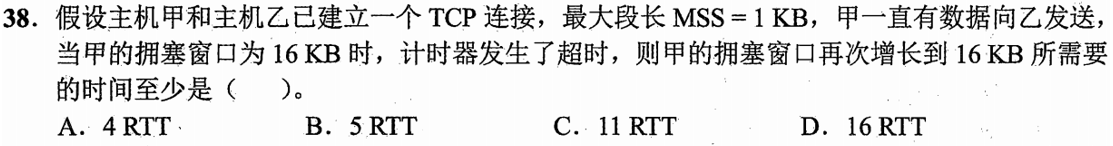 38. 假设主机甲和主机乙已建立一个 TCP 连接，最大段长 MSS = 1 KB，甲一直有数据向乙发送，
当甲的拥塞窗口为 16 KB 时，计时器发生了超时，则甲的拥塞窗口再次增长到 16 KB 所需要
的时间至少是（ ）。
A. 4 RTT B. 5 RTT C. 11 RTT D. 16 RTT